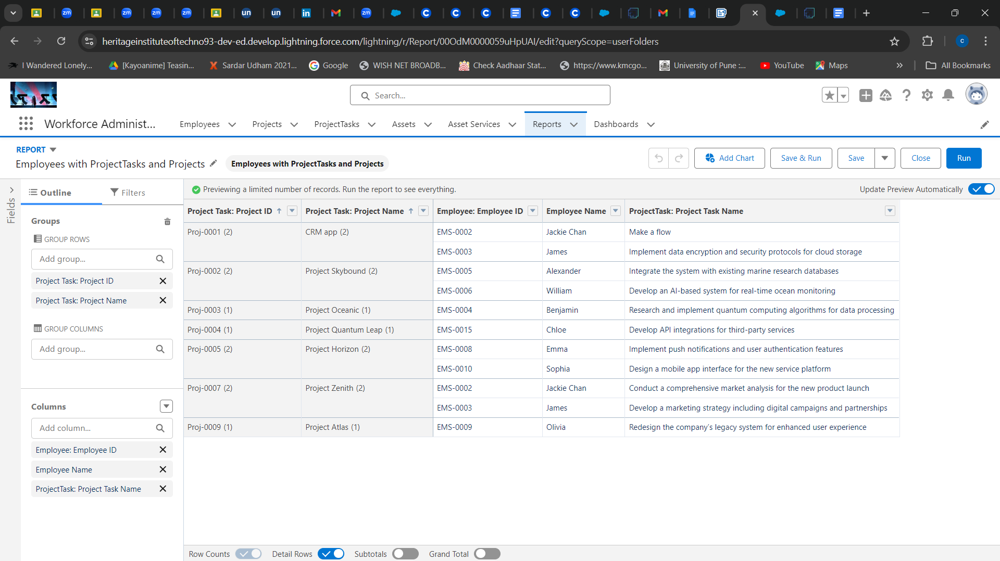 zm zm zm zm un un in zm C C C C C
heritageinstituteoftechno93-dev-ed.develop.lightning.force.com/lightning/r/Report/00OdM0000059uHpUAI/edit?queryScope=userFolders
C
I Wandered Lonely... [Kayoanime] Teasin... Sardar Udham 2021... Google WISH NET BROADB... Check Aadhaar Stat... https://www.kmcgo... University of Pune :... YouTube Maps » All Bookmarks
Search...
Workforce Administ... Employees Projects ProjectTasks Assets Asset Services Reports Dashboards
REPORT
Employees with ProjectTasks and Projects Employees with ProjectTasks and Projects
Add Chart Save & Run Save Close Run
Fields
Outline Filters
Previewing a limited number of records. Run the report to see everything. Update Preview Automatically
Groups
GROUP ROWS
Add group...
Project Task: Project ID
Project Task: Project Name
GROUP COLUMNS
Add group...
Columns
Add column...
Employee: Employee ID
Employee Name
ProjectTask: Project Task Name
Project Task: Project ID ↑ Project Task: Project Name ↑ Employee: Employee ID Employee Name ProjectTask: Project Task Name
Proj-0001 (2) CRM app (2) EMS-0002 Jackie Chan Make a flow
EMS-0003 James Implement data encryption and security protocols for cloud storage
Proj-0002 (2) Project Skybound (2) EMS-0005 Alexander Integrate the system with existing marine research databases
EMS-0006 William Develop an AI-based system for real-time ocean monitoring
Proj-0003 (1) Project Oceanic (1) EMS-0004 Benjamin Research and implement quantum computing algorithms for data processing
Proj-0004 (1) Project Quantum Leap (1) EMS-0015 Chloe Develop API integrations for third-party services
Proj-0005 (2) Project Horizon (2) EMS-0008 Emma Implement push notifications and user authentication features
EMS-0010 Sophia Design a mobile app interface for the new service platform
Proj-0007 (2) Project Zenith (2) EMS-0002 Jackie Chan Conduct a comprehensive market analysis for the new product launch
EMS-0003 James Develop a marketing strategy including digital campaigns and partnerships
Proj-0009 (1) Project Atlas (1) EMS-0009 Olivia Redesign the company’s legacy system for enhanced user experience
Row Counts Detail Rows Subtotals Grand Total